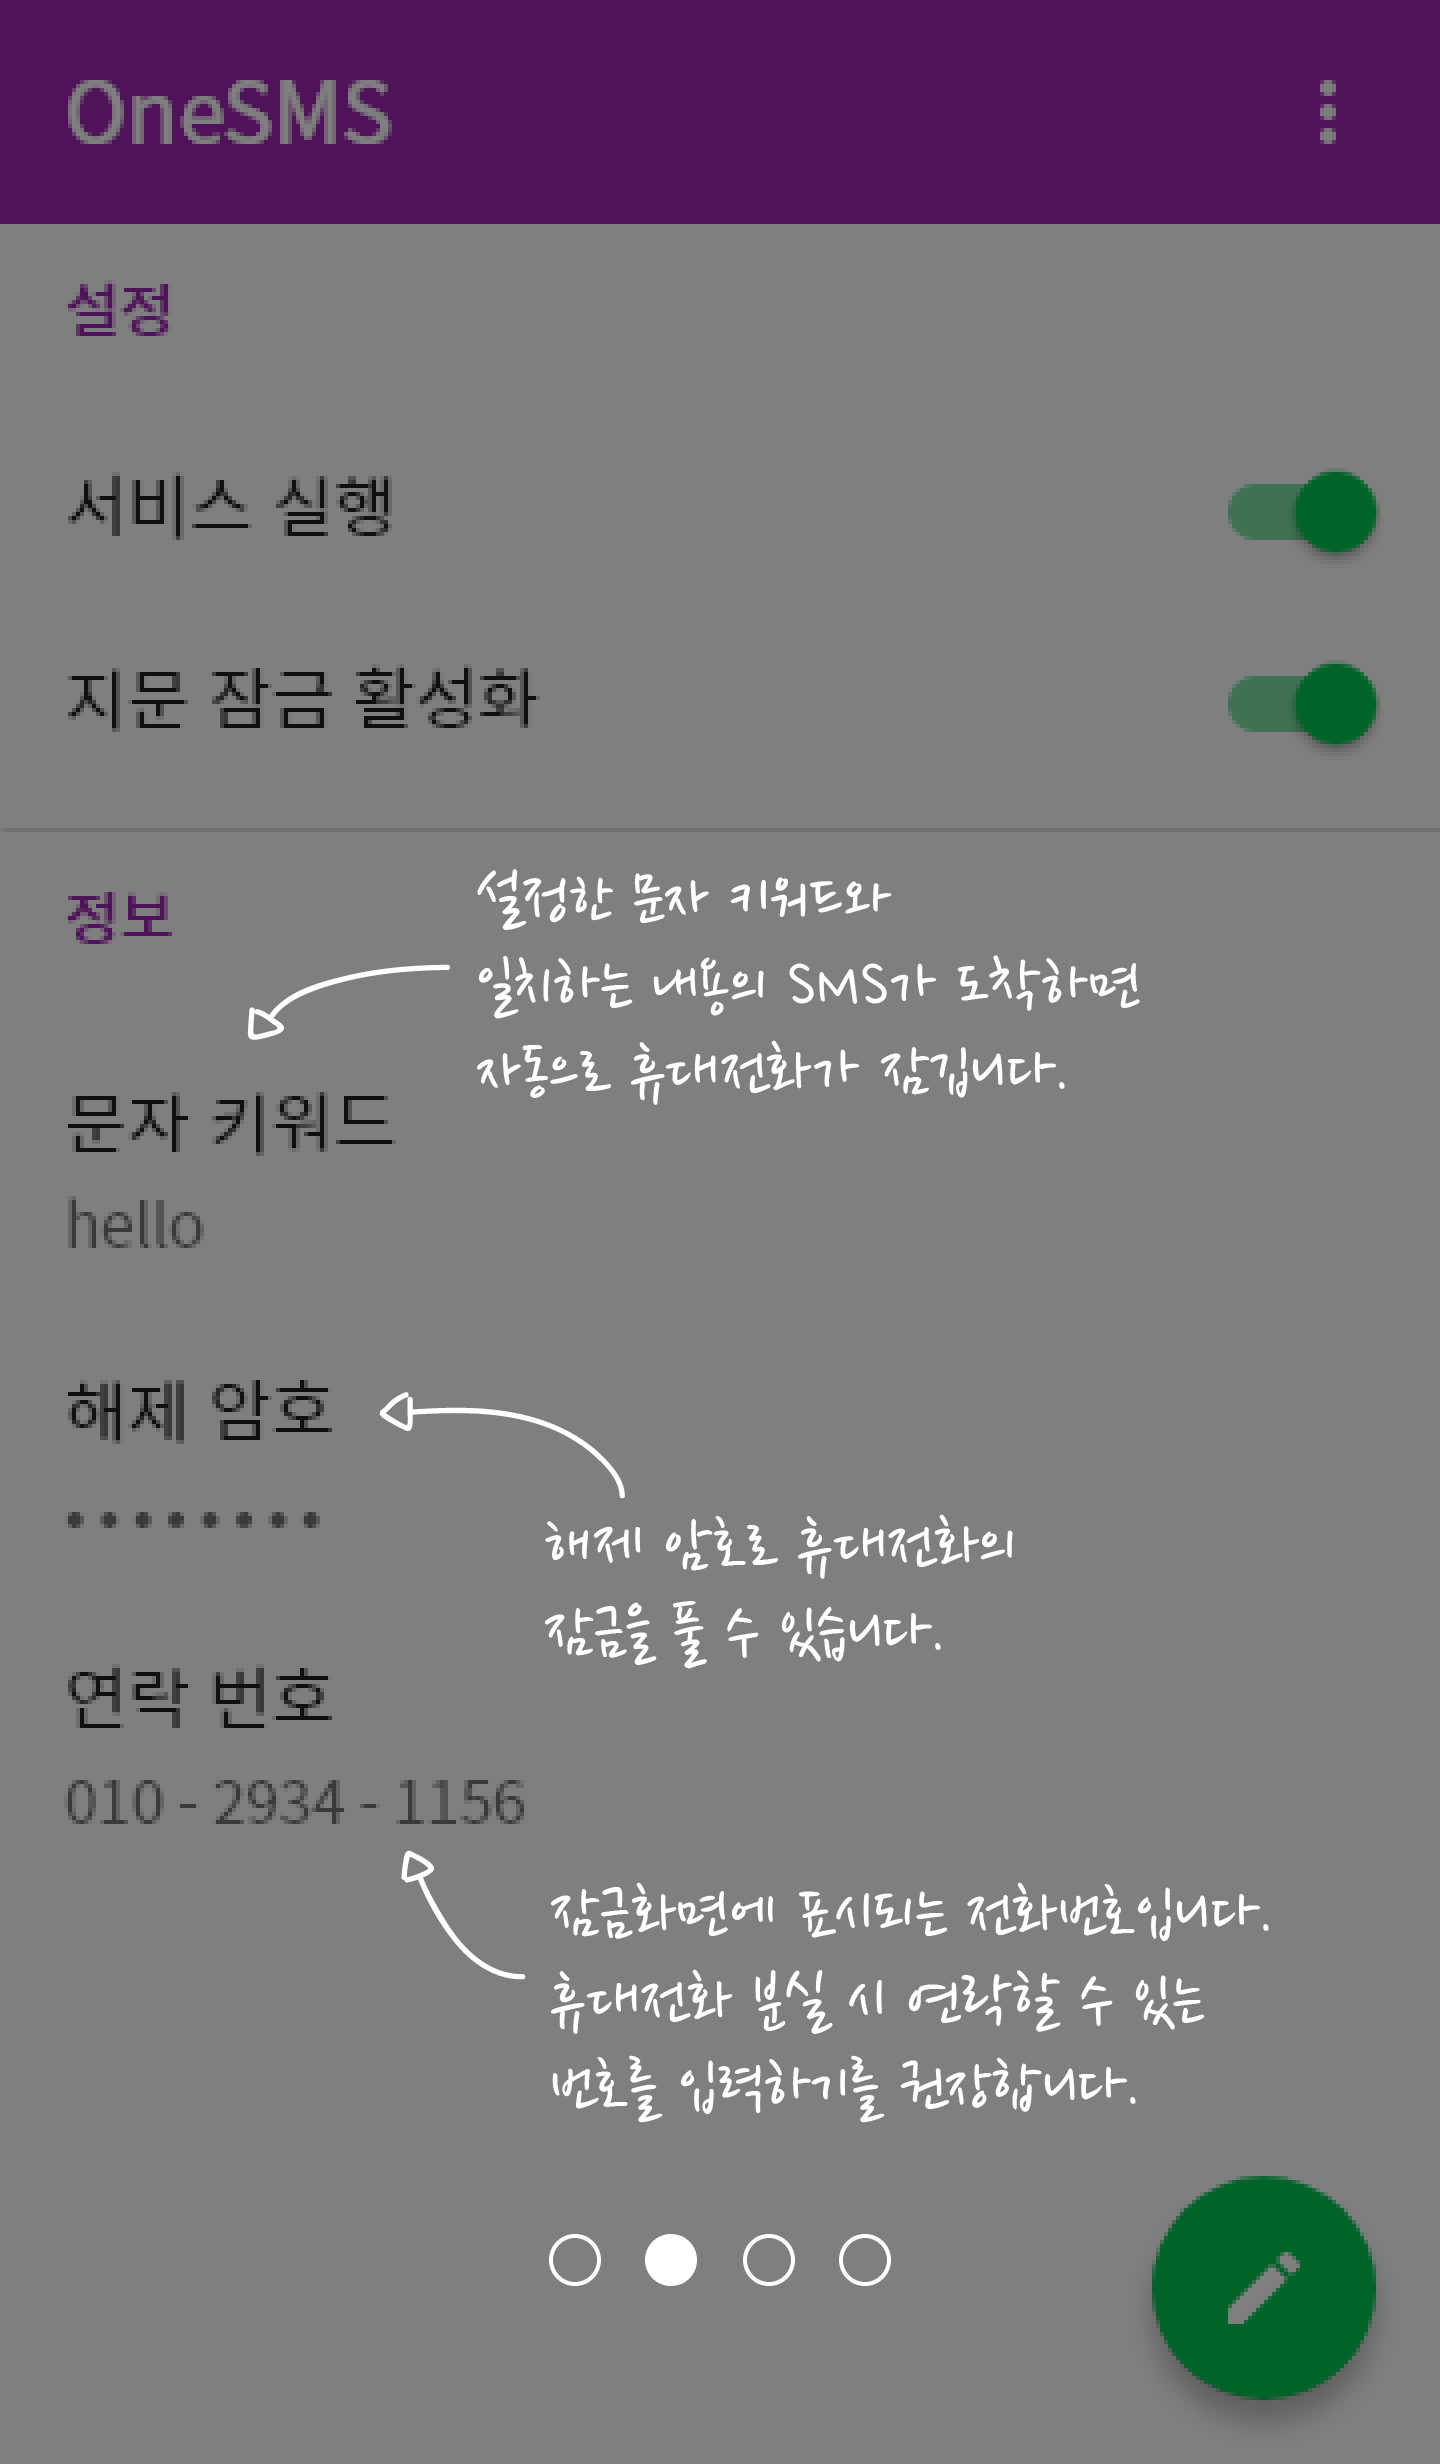 OneSMS
설정
서비스 실행
지문 잠금 활성화
정보
설정한 문자 키워드와
일치하는 내용의 SMS가 도착하면
자동으로 휴대전화가 잠깁니다.
문자 키워드
hello
해제 암호
••••••••
해제 암호로 휴대전화의
잠금을 풀 수 있습니다.
연락 번호
010 - 2934 - 1156
잠금화면에 표시되는 전화번호입니다.
휴대전화 분실 시 연락할 수 있는
번호를 입력하기를 권장합니다.